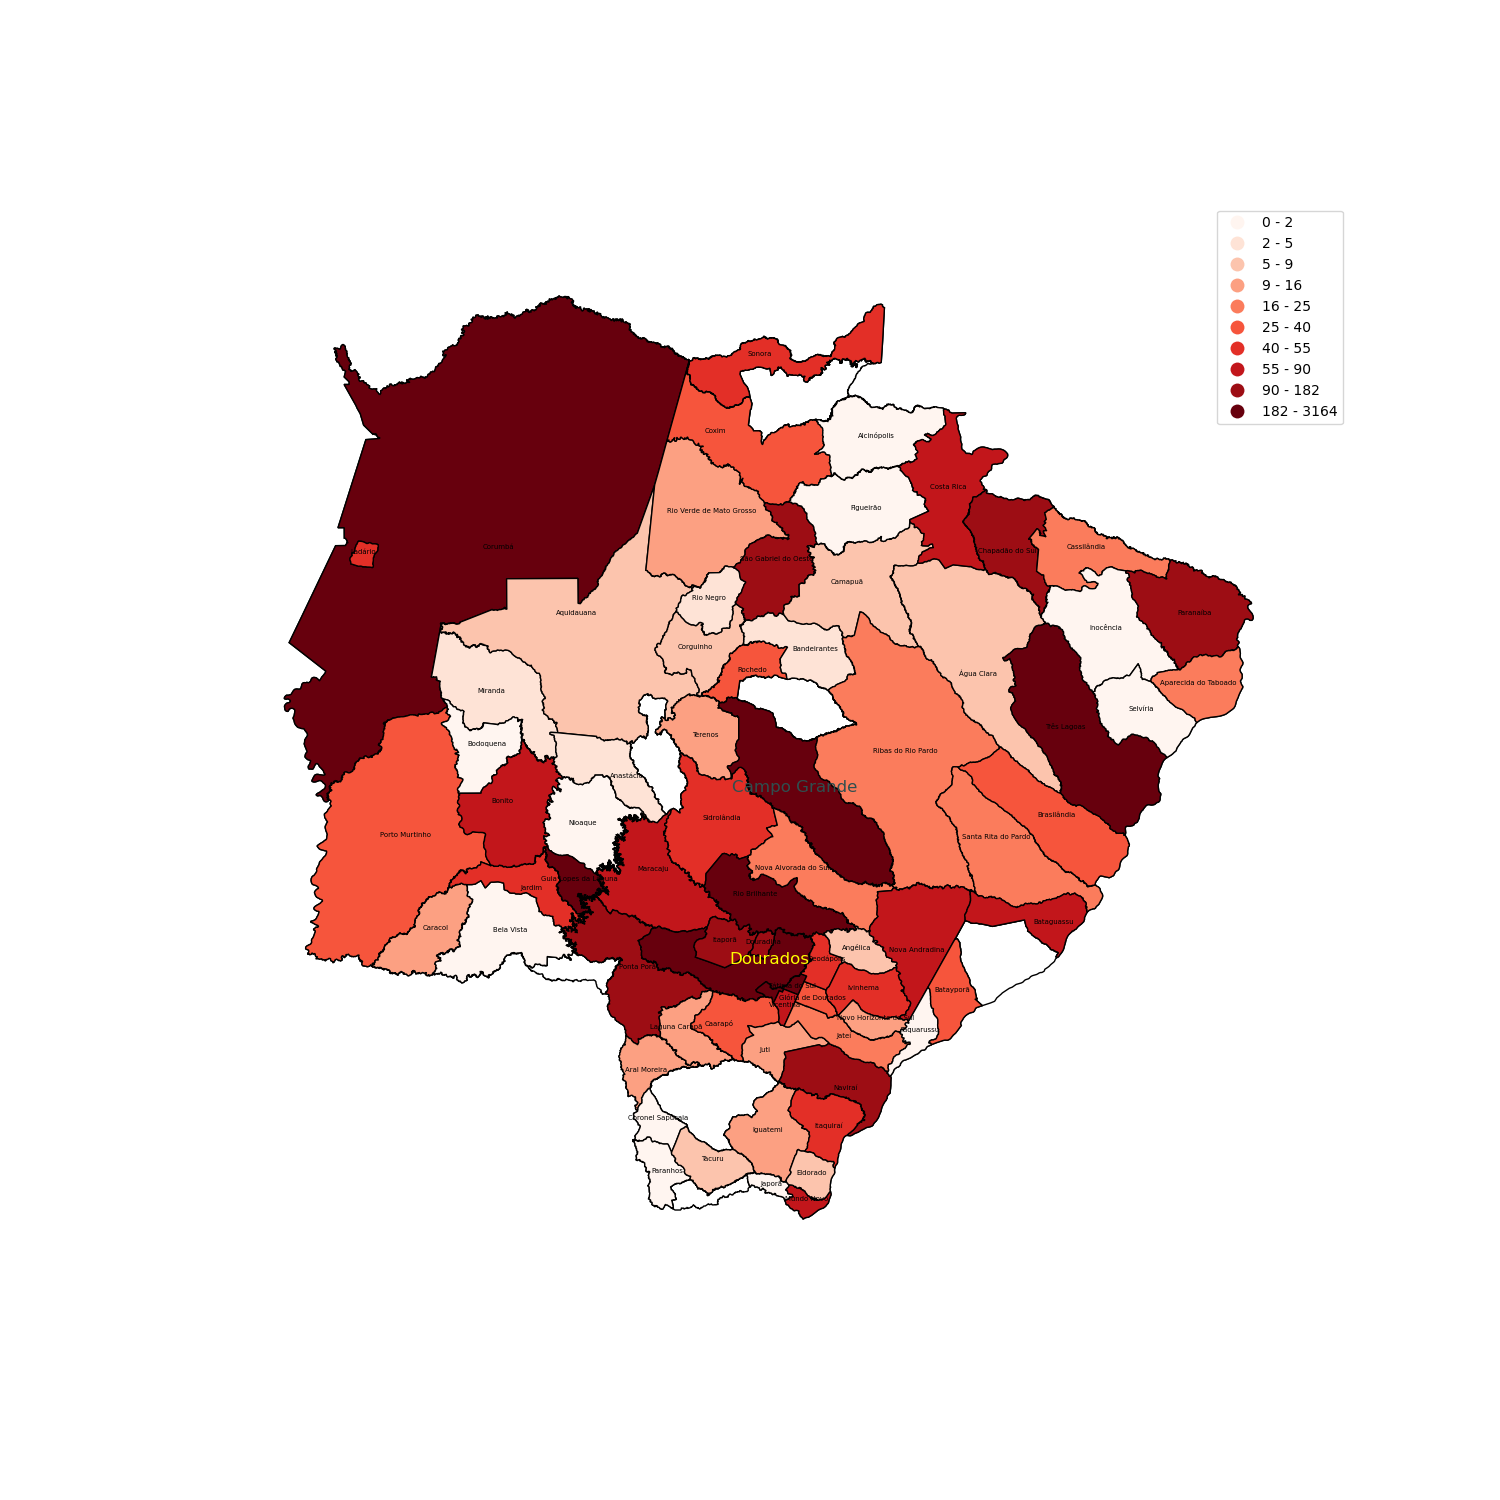 0 - 2
2 - 5
5 - 9
9 - 16
16 - 25
25 - 40
40 - 55
55 - 90
90 - 182
182 - 3164
Sonora
Coxim
Alcinópolis
Costa Rica
Figueirão
Rio Verde de Mato Grosso
Corumbá
Ladário
São Gabriel do Oeste
Chapadão do Sul
Cassilândia
Camapuã
Rio Negro
Aquidauana
Paranaíba
Inocência
Corguinho
Bandeirantes
Rochedo
Água Clara
Aparecida do Taboado
Miranda
Selvíria
Três Lagoas
Terenos
Bodoquena
Ribas do Rio Pardo
Anastácio
Campo Grande
Bonito
Brasilândia
Sidrolândia
Nioaque
Porto Murtinho
Santa Rita do Pardo
Nova Alvorada do Sul
Maracaju
Guia Lopes da Laguna
Jardim
Rio Brilhante
Bataguassu
Caracol
Bela Vista
Itaporã
Douradina
Angélica
Nova Andradina
Deodápolis
Dourados
Ponta Porã
Fátima do Sul
Ivinhema
Batayporã
Glória de Dourados
Vicentina
Novo Horizonte do Sul
Laguna Carapã
Caarapó
Taquarussu
Jateí
Juti
Aral Moreira
Naviraí
Coronel Sapucaia
Iguatemi
Itaquiraí
Tacuru
Paranhos
Eldorado
Japorã
Mundo Novo